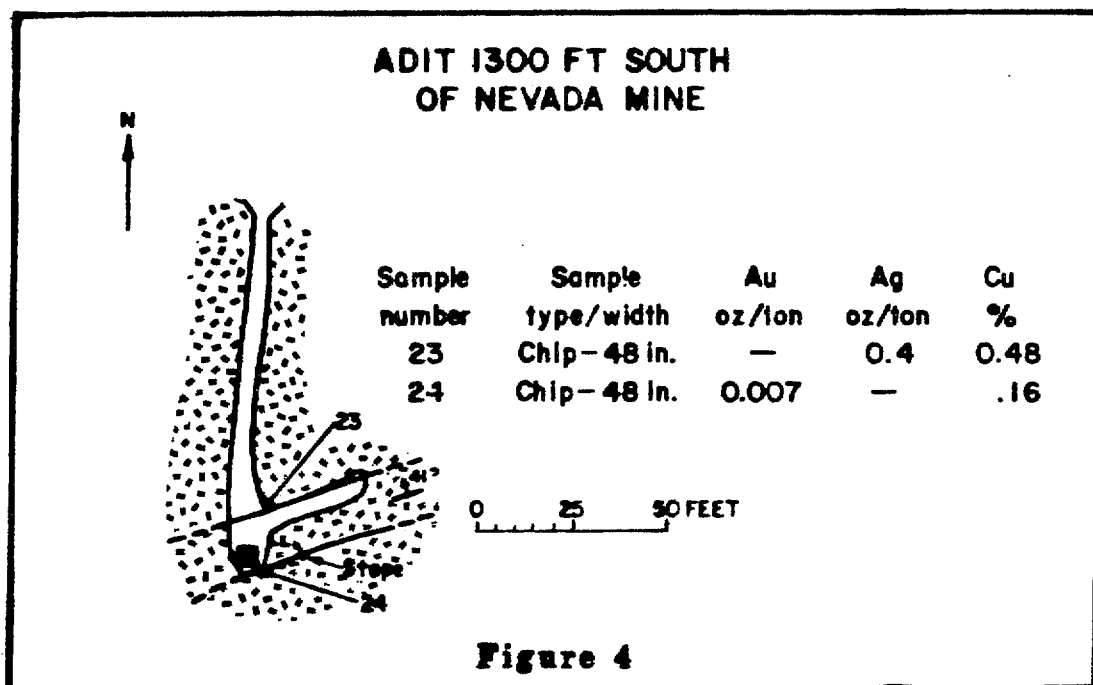 ADIT 1300 FT SOUTH
OF NEVADA MINE
N
Sample Sample Au Ag Cu
number type/width oz/ton oz/ton %
23 Chip-48 in. — 0.4 0.48
24 Chip-48 in. 0.007 — .16
23
41°
0 25 50 FEET
Stope
24
Figure 4